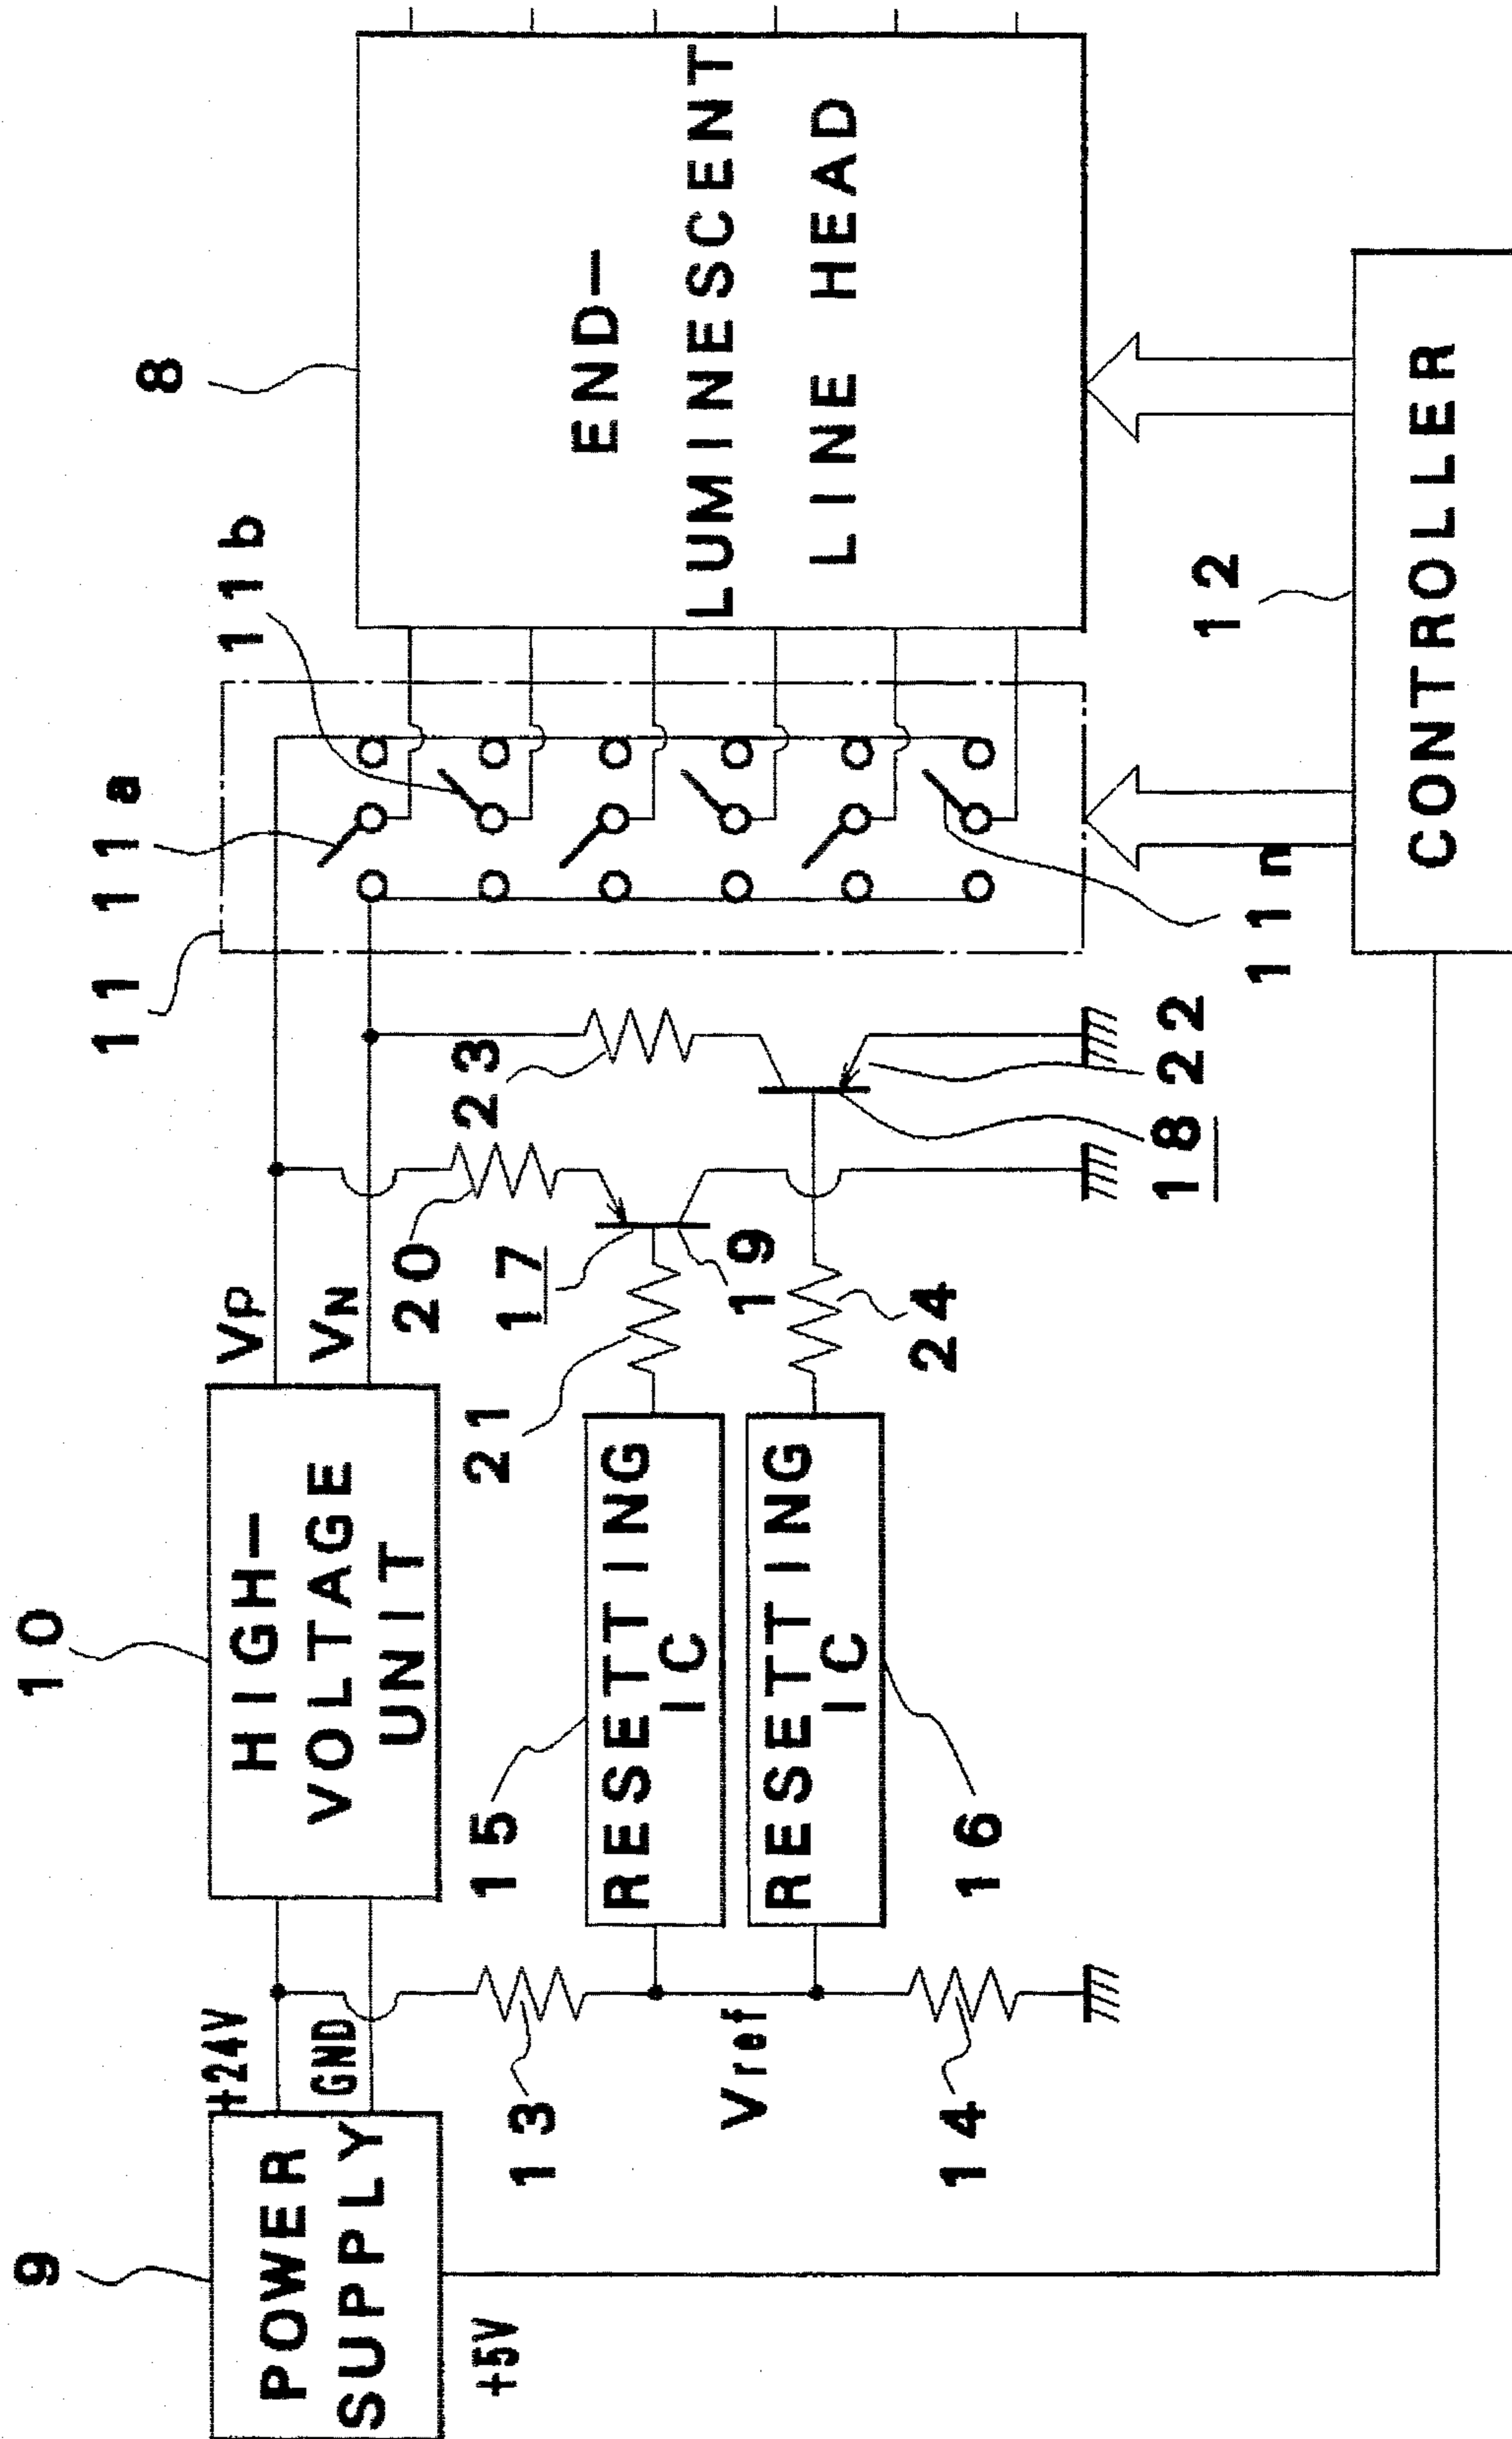 9
POWER
SUPPLY
+24V
GND
+5V
10
HIGH-
VOLTAGE
UNIT
VP
VN
13
Vref
14
15
RESETTING
IC
RESETTING
IC
16
21
20
17
19
24
23
22
18
11
11a
11b
11n
8
END-
LUMINESCENT
LINE HEAD
12
CONTROLLER